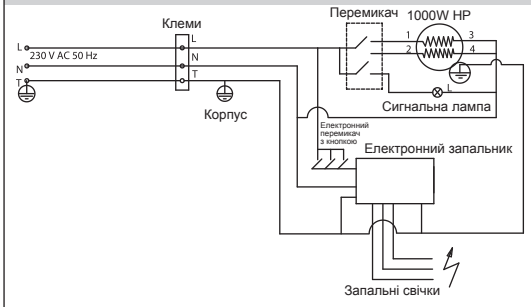 Клеми
Перемикач
1000W HP
L
230 V AC 50 Hz
N
T
L
N
T
1
2
3
4
L
Корпус
Сигнальна лампа
Електронний
перемикач
з кнопкою
Електронний запальник
Запальні свічки